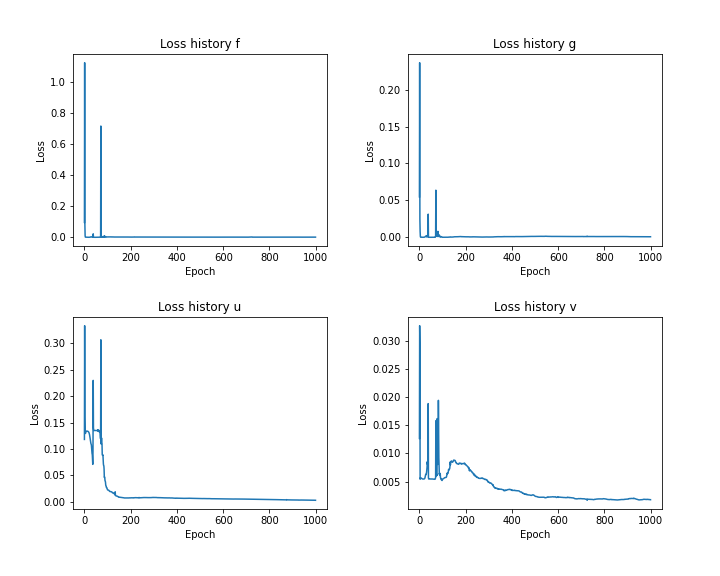 Loss history f
Loss
1.0
0.8
0.6
0.4
0.2
0.0
0 200 400 600 800 1000
Epoch
Loss history g
Loss
0.20
0.15
0.10
0.05
0.00
0 200 400 600 800 1000
Epoch
Loss history u
Loss
0.30
0.25
0.20
0.15
0.10
0.05
0.00
0 200 400 600 800 1000
Epoch
Loss history v
Loss
0.030
0.025
0.020
0.015
0.010
0.005
0 200 400 600 800 1000
Epoch